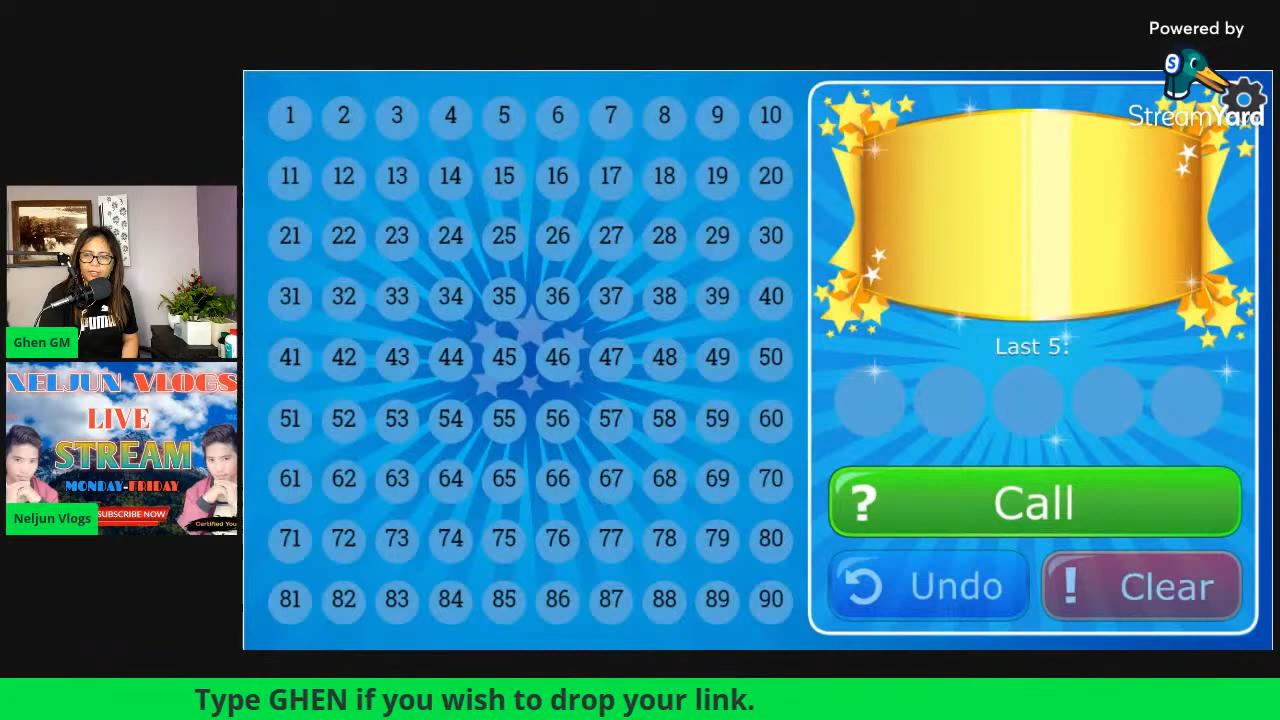 Powered by
StreamYard
1 2 3 4 5 6 7 8 9 10
11 12 13 14 15 16 17 18 19 20
21 22 23 24 25 26 27 28 29 30
31 32 33 34 35 36 37 38 39 40
41 42 43 44 45 46 47 48 49 50
51 52 53 54 55 56 57 58 59 60
61 62 63 64 65 66 67 68 69 70
71 72 73 74 75 76 77 78 79 80
81 82 83 84 85 86 87 88 89 90
Last 5:
? Call
Undo
! Clear
PUMA
Ghen GM
NELJUN VLOGS
LIVE
STREAM
MONDAY-FRIDAY
SUBSCRIBE NOW
Certified You
Neljun Vlogs
Type GHEN if you wish to drop your link.